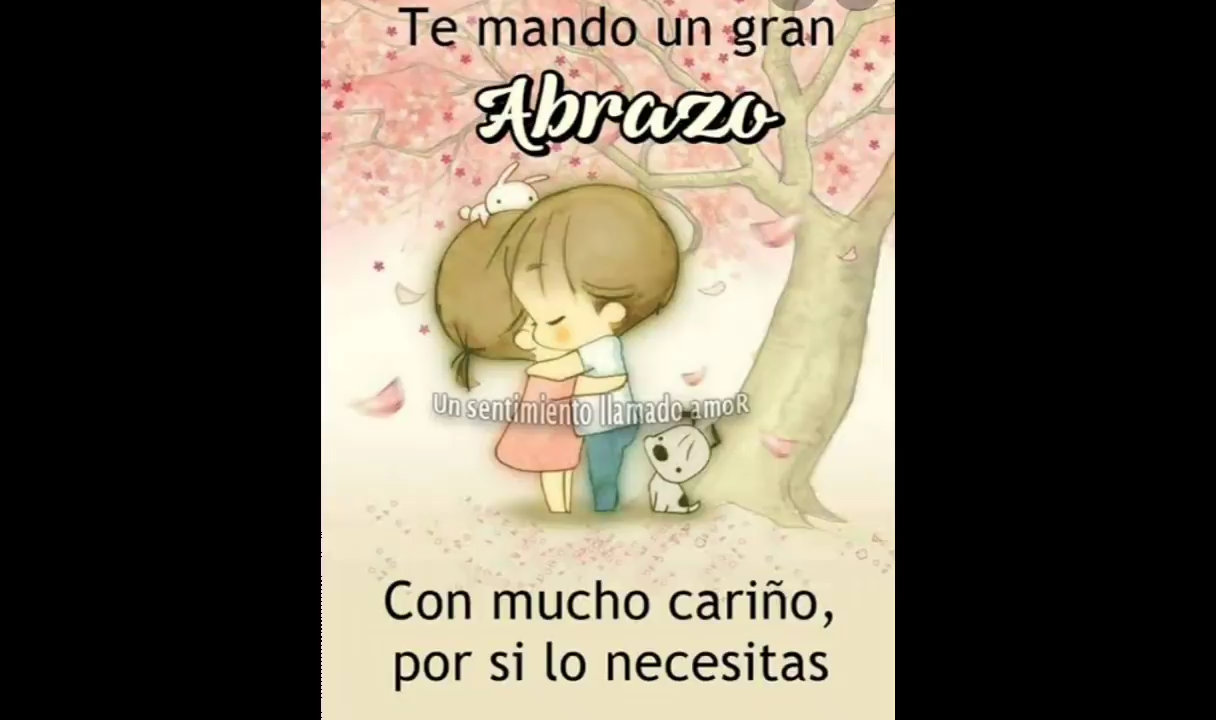 Te mando un gran
Abrazo
Un sentimiento llamado amoR
Con mucho cariño,
por si lo necesitas